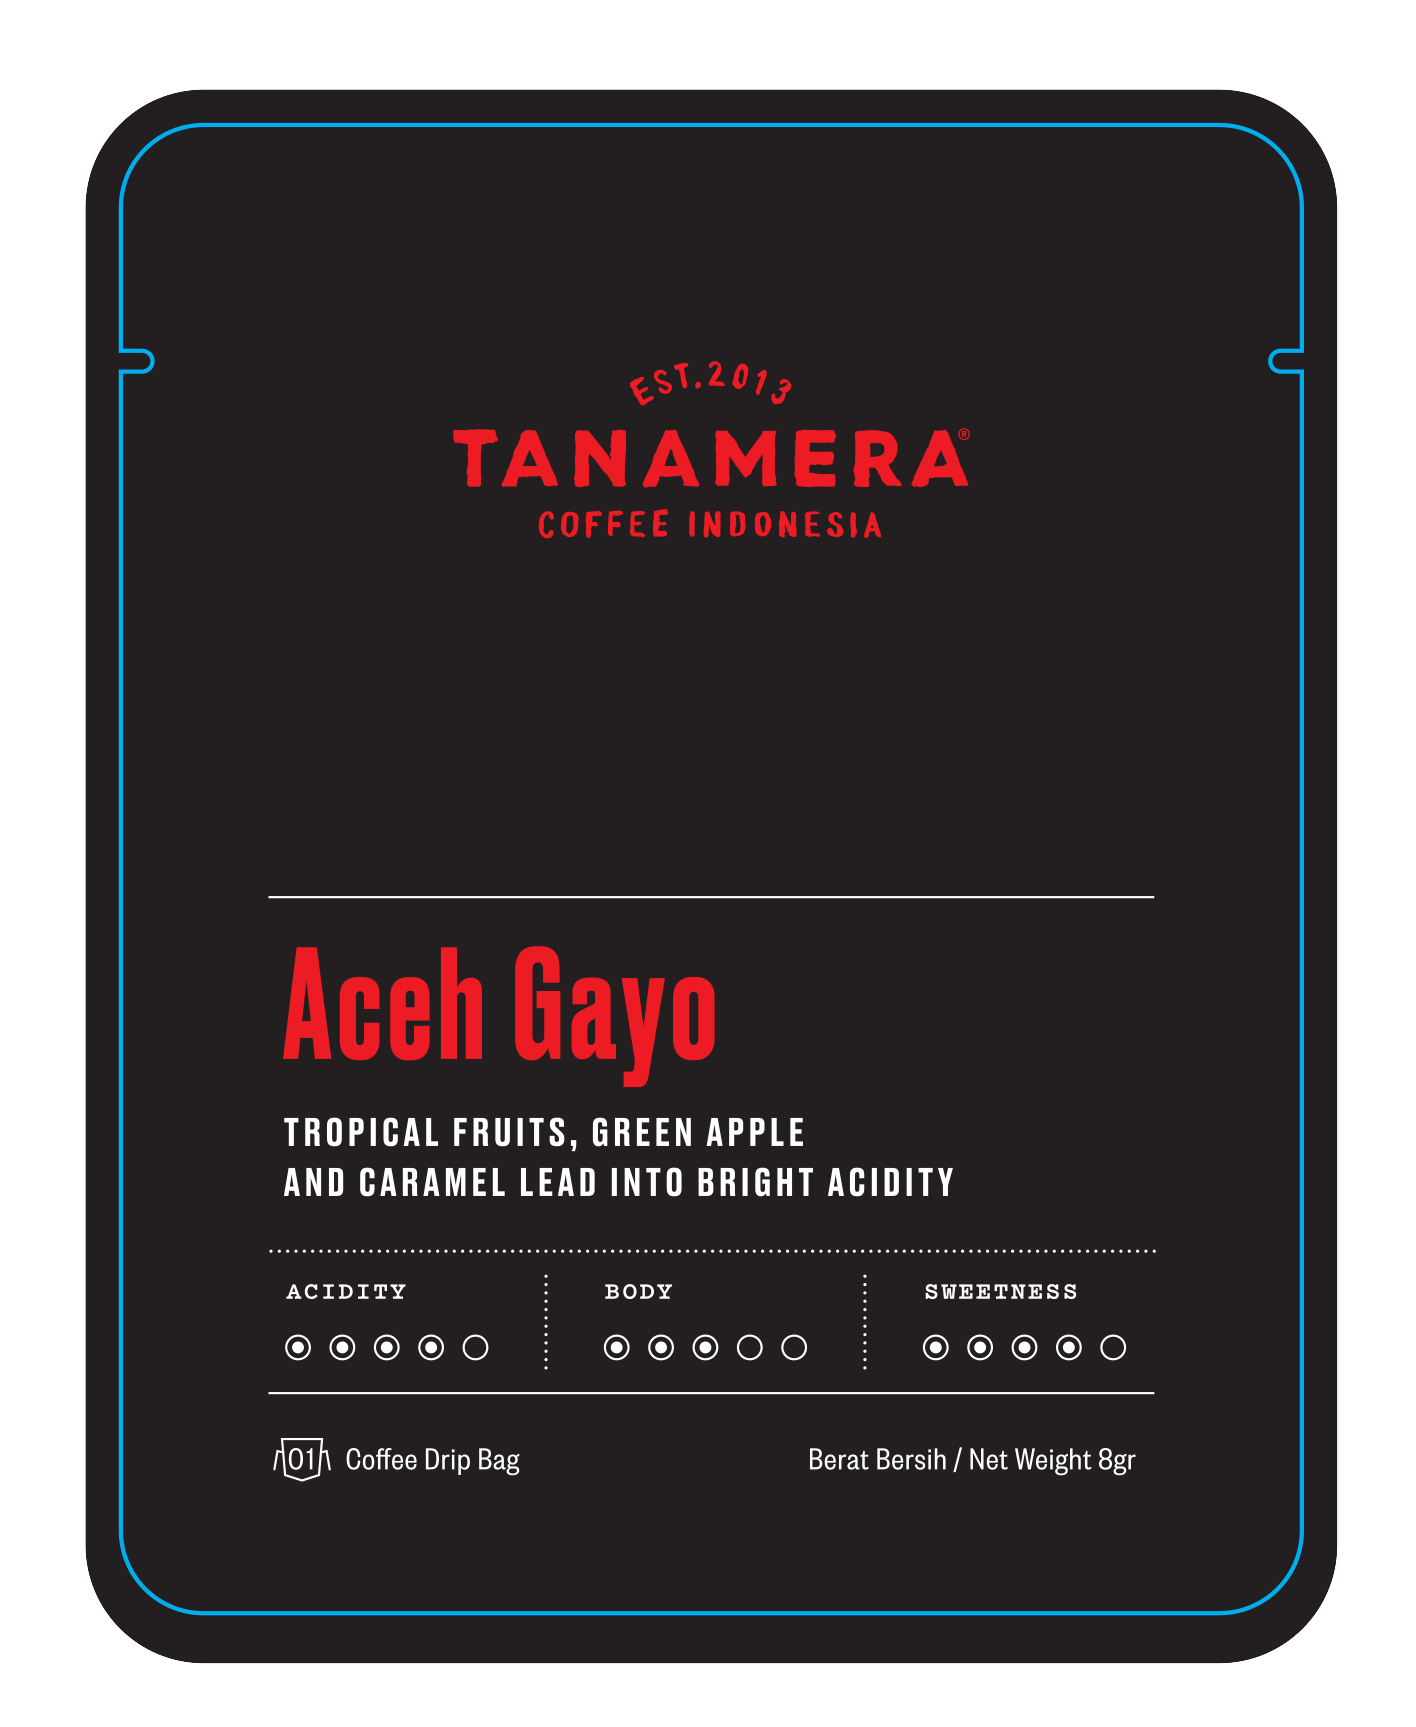 EST.2013
TANAMERA®
COFFEE INDONESIA
Aceh Gayo
TROPICAL FRUITS, GREEN APPLE
AND CARAMEL LEAD INTO BRIGHT ACIDITY
ACIDITY BODY SWEETNESS
01 Coffee Drip Bag Berat Bersih / Net Weight 8gr